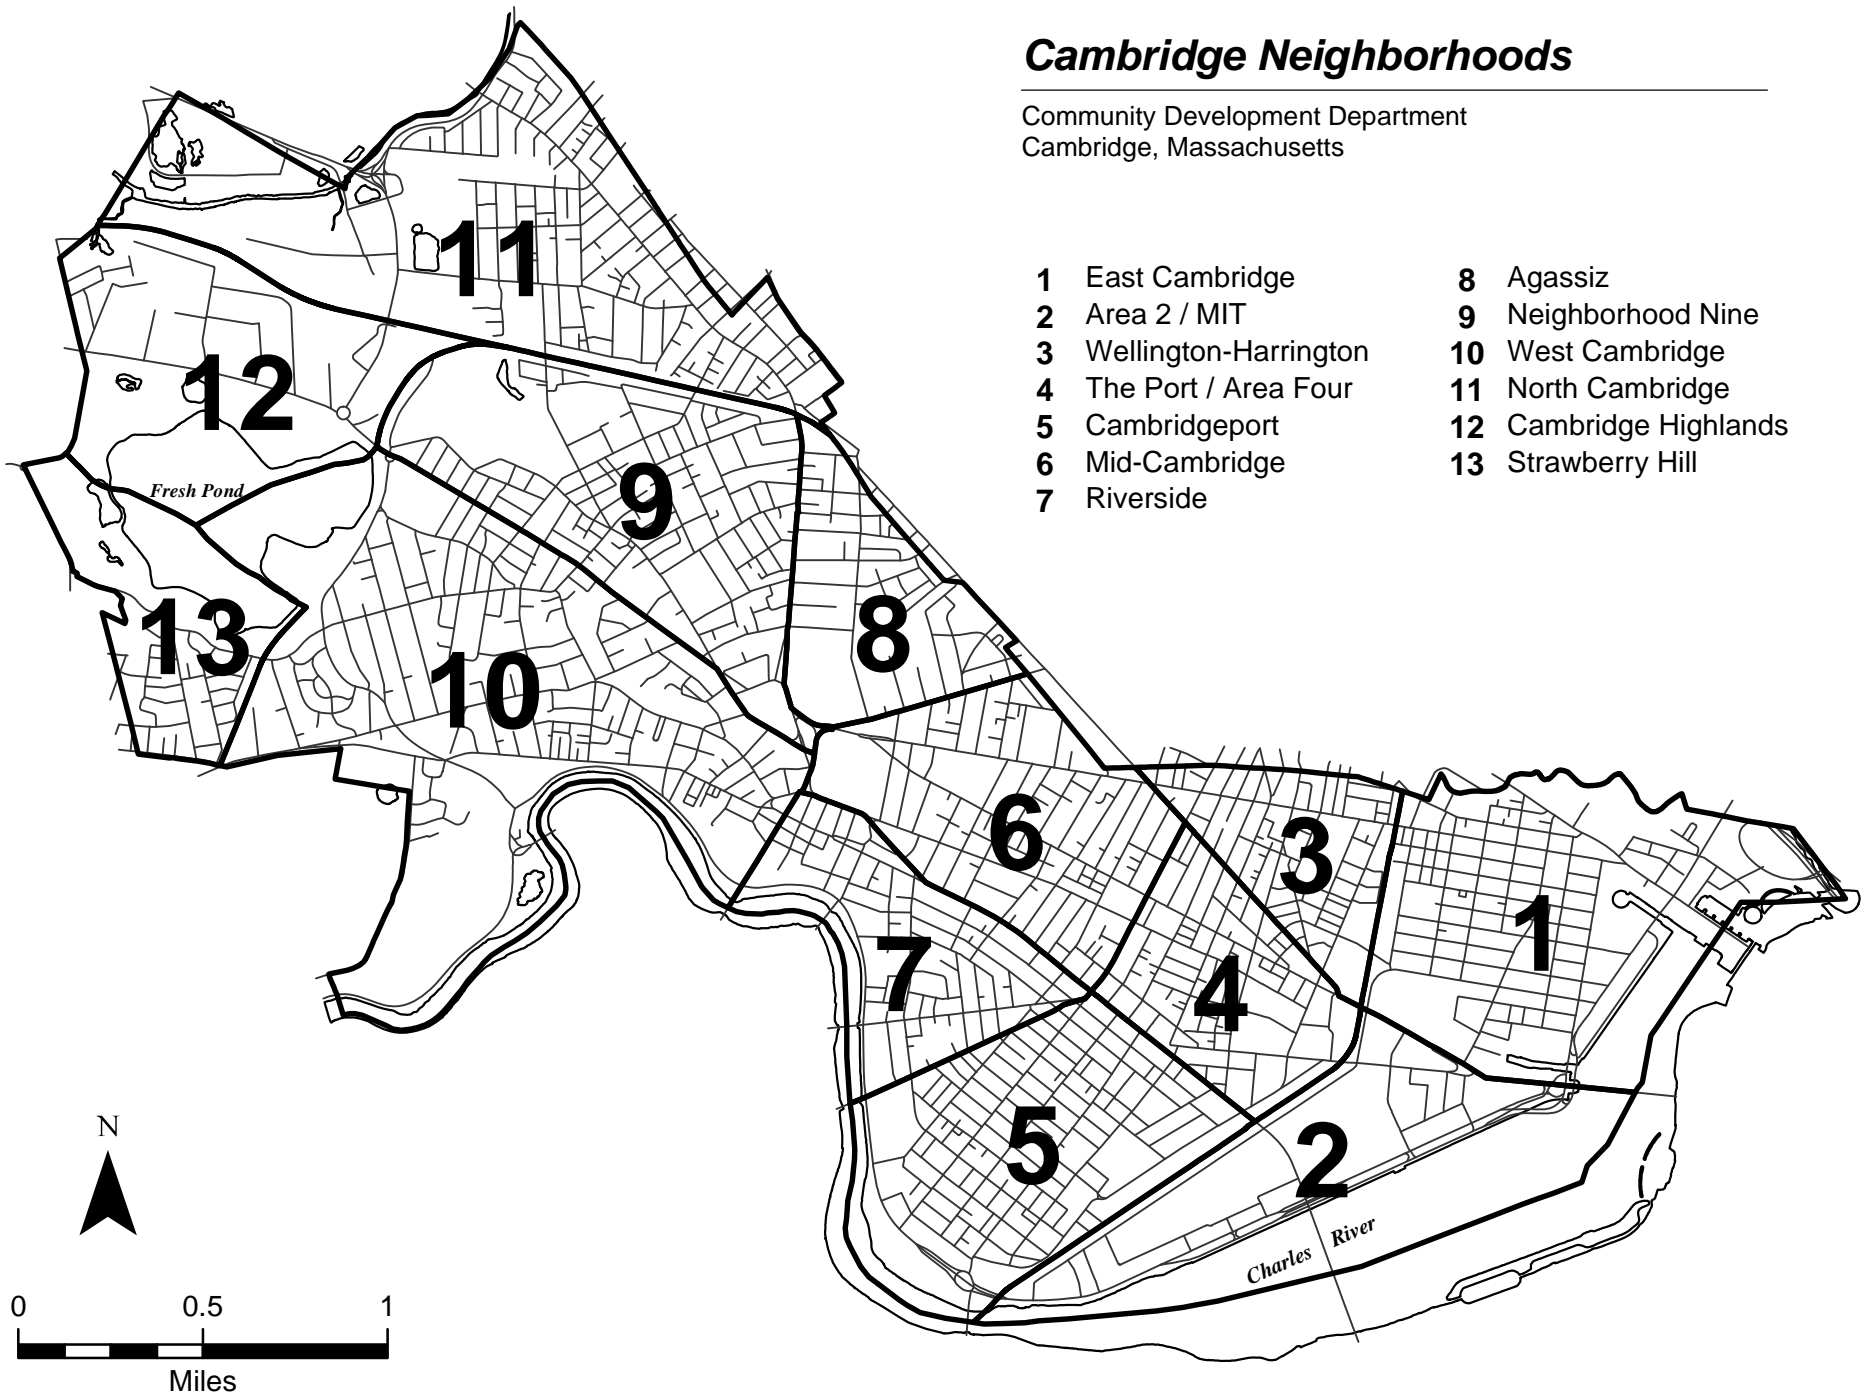 Cambridge Neighborhoods
Community Development Department
Cambridge, Massachusetts
1 East Cambridge
2 Area 2 / MIT
3 Wellington-Harrington
4 The Port / Area Four
5 Cambridgeport
6 Mid-Cambridge
7 Riverside
8 Agassiz
9 Neighborhood Nine
10 West Cambridge
11 North Cambridge
12 Cambridge Highlands
13 Strawberry Hill
11
12
9
Fresh Pond
8
13
10
6
3
1
7
4
5
2
Charles River
N
0 0.5 1
Miles